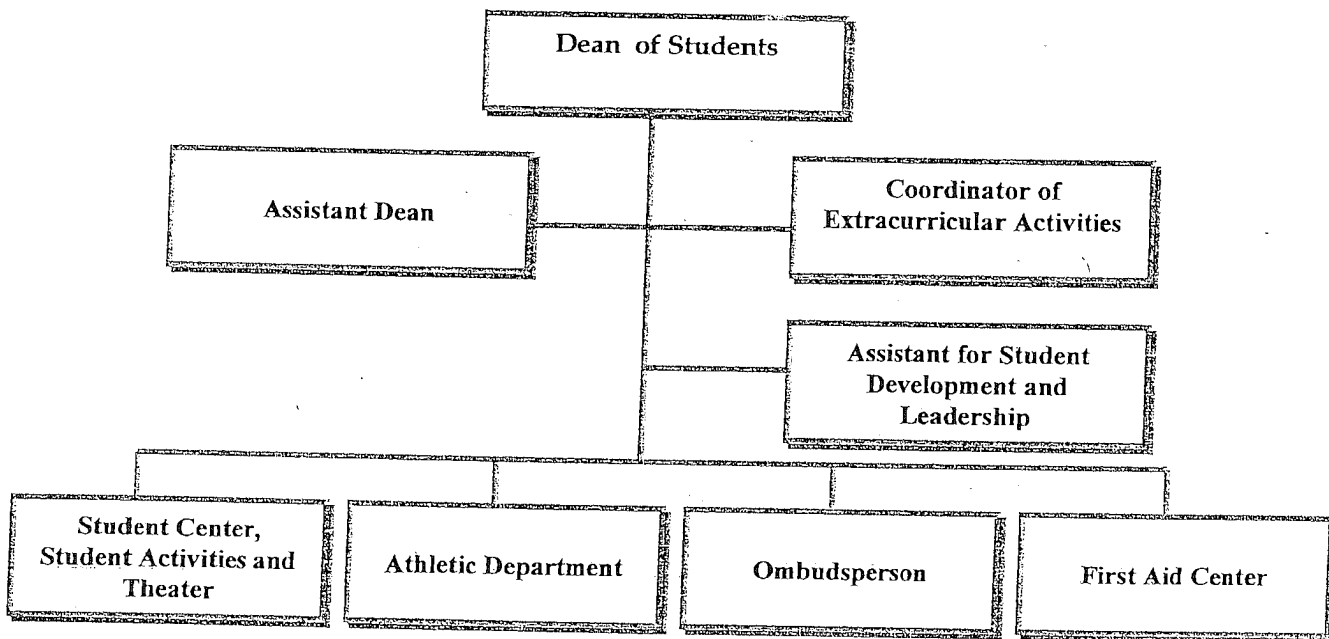 Dean of Students
Assistant Dean
Coordinator of
Extracurricular Activities
Assistant for Student
Development and
Leadership
Student Center,
Student Activities and
Theater
Athletic Department
Ombudsperson
First Aid Center